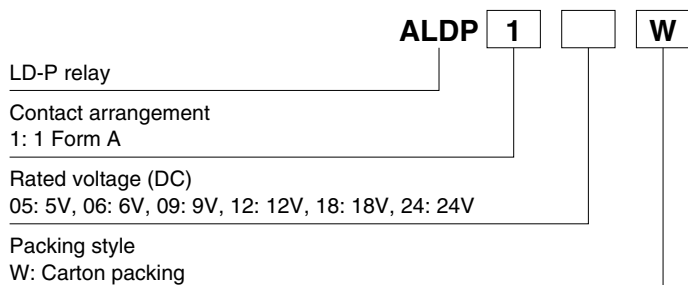 ALDP 1 W
LD-P relay
Contact arrangement
1: 1 Form A
Rated voltage (DC)
05: 5V, 06: 6V, 09: 9V, 12: 12V, 18: 18V, 24: 24V
Packing style
W: Carton packing